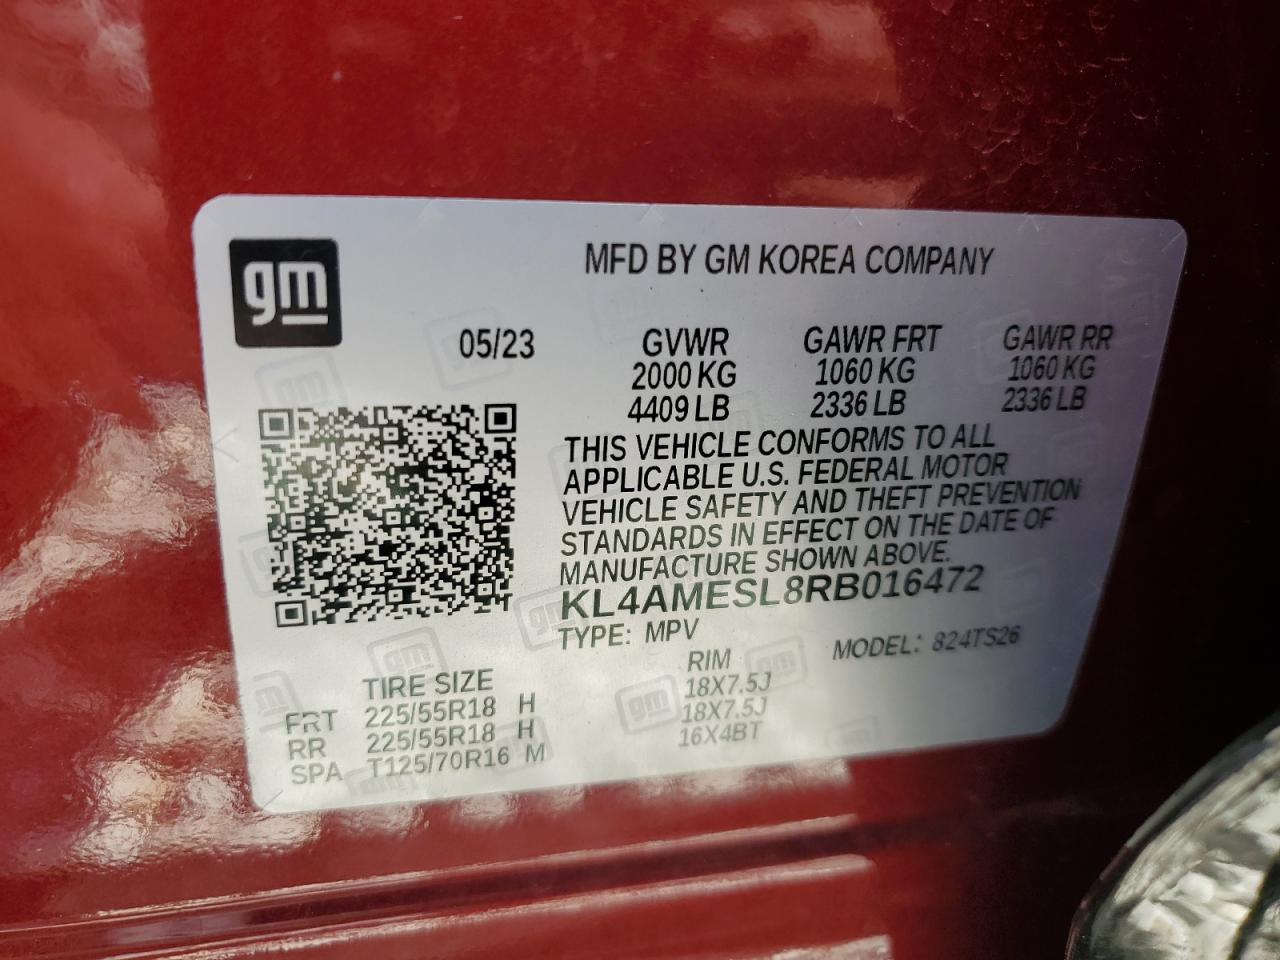 gm
MFD BY GM KOREA COMPANY
05/23 GVWR GAWR FRT GAWR RR
2000 KG 1060 KG 1060 KG
4409 LB 2336 LB 2336 LB
THIS VEHICLE CONFORMS TO ALL
APPLICABLE U.S. FEDERAL MOTOR
VEHICLE SAFETY AND THEFT PREVENTION
STANDARDS IN EFFECT ON THE DATE OF
MANUFACTURE SHOWN ABOVE.
KL4AMESL8RB016472
TYPE: MPV MODEL: 824TS26
TIRE SIZE RIM
FRT 225/55R18 H 18X7.5J
RR 225/55R18 H 18X7.5J
SPA T125/70R16 M 16X4BT